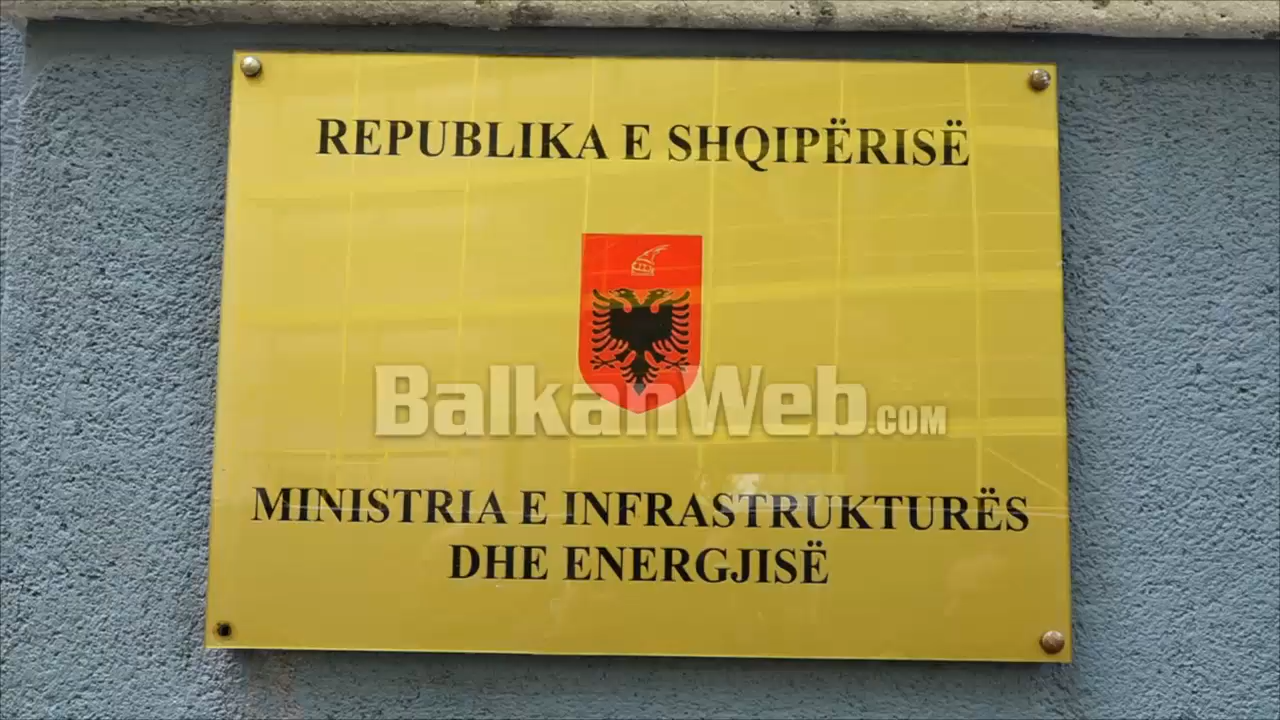 REPUBLIKA E SHQIPËRISË
BalkanWeb.com
MINISTRIA E INFRASTRUKTURËS
DHE ENERGJISË